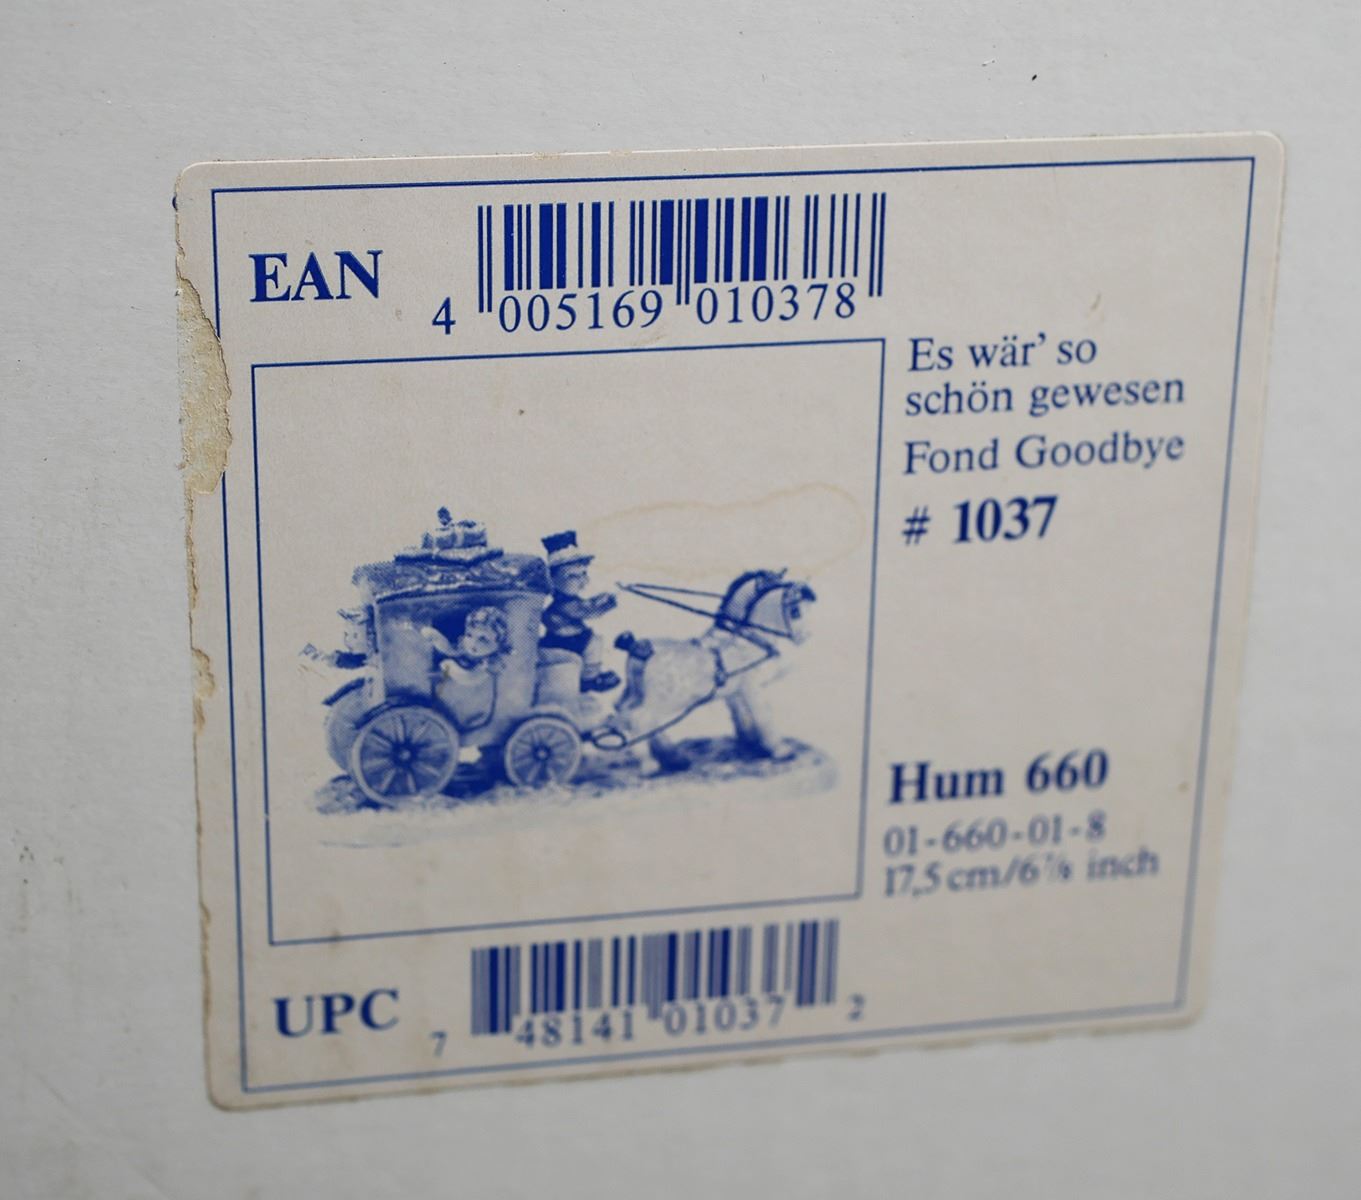 EAN
4 005169 010378
Es wär' so
schön gewesen
Fond Goodbye
# 1037
Hum 660
01-660-01-8
17,5 cm/6⅞ inch
UPC
7 48141 01037 2